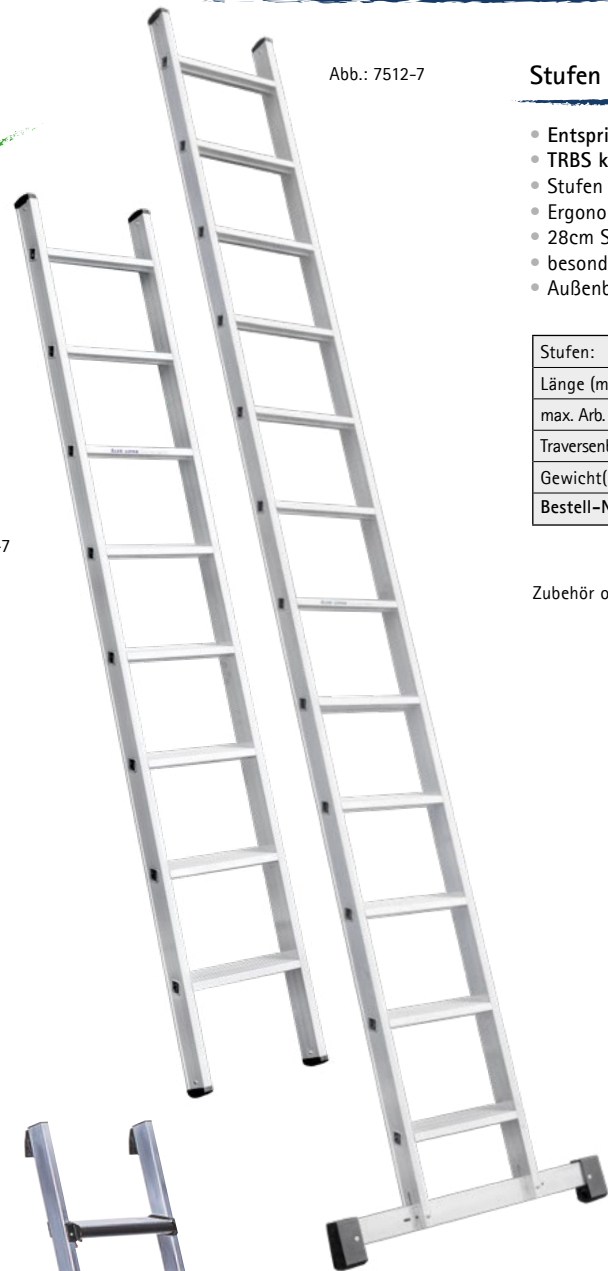 Abb.: 7512-7
Stufen
Entspri
TRBS k
Stufen
Ergono
28cm S
besond
Außenb
Stufen:
Länge (m
max. Arb.
Traversenb
Gewicht(
Bestell-N
-7
Zubehör o